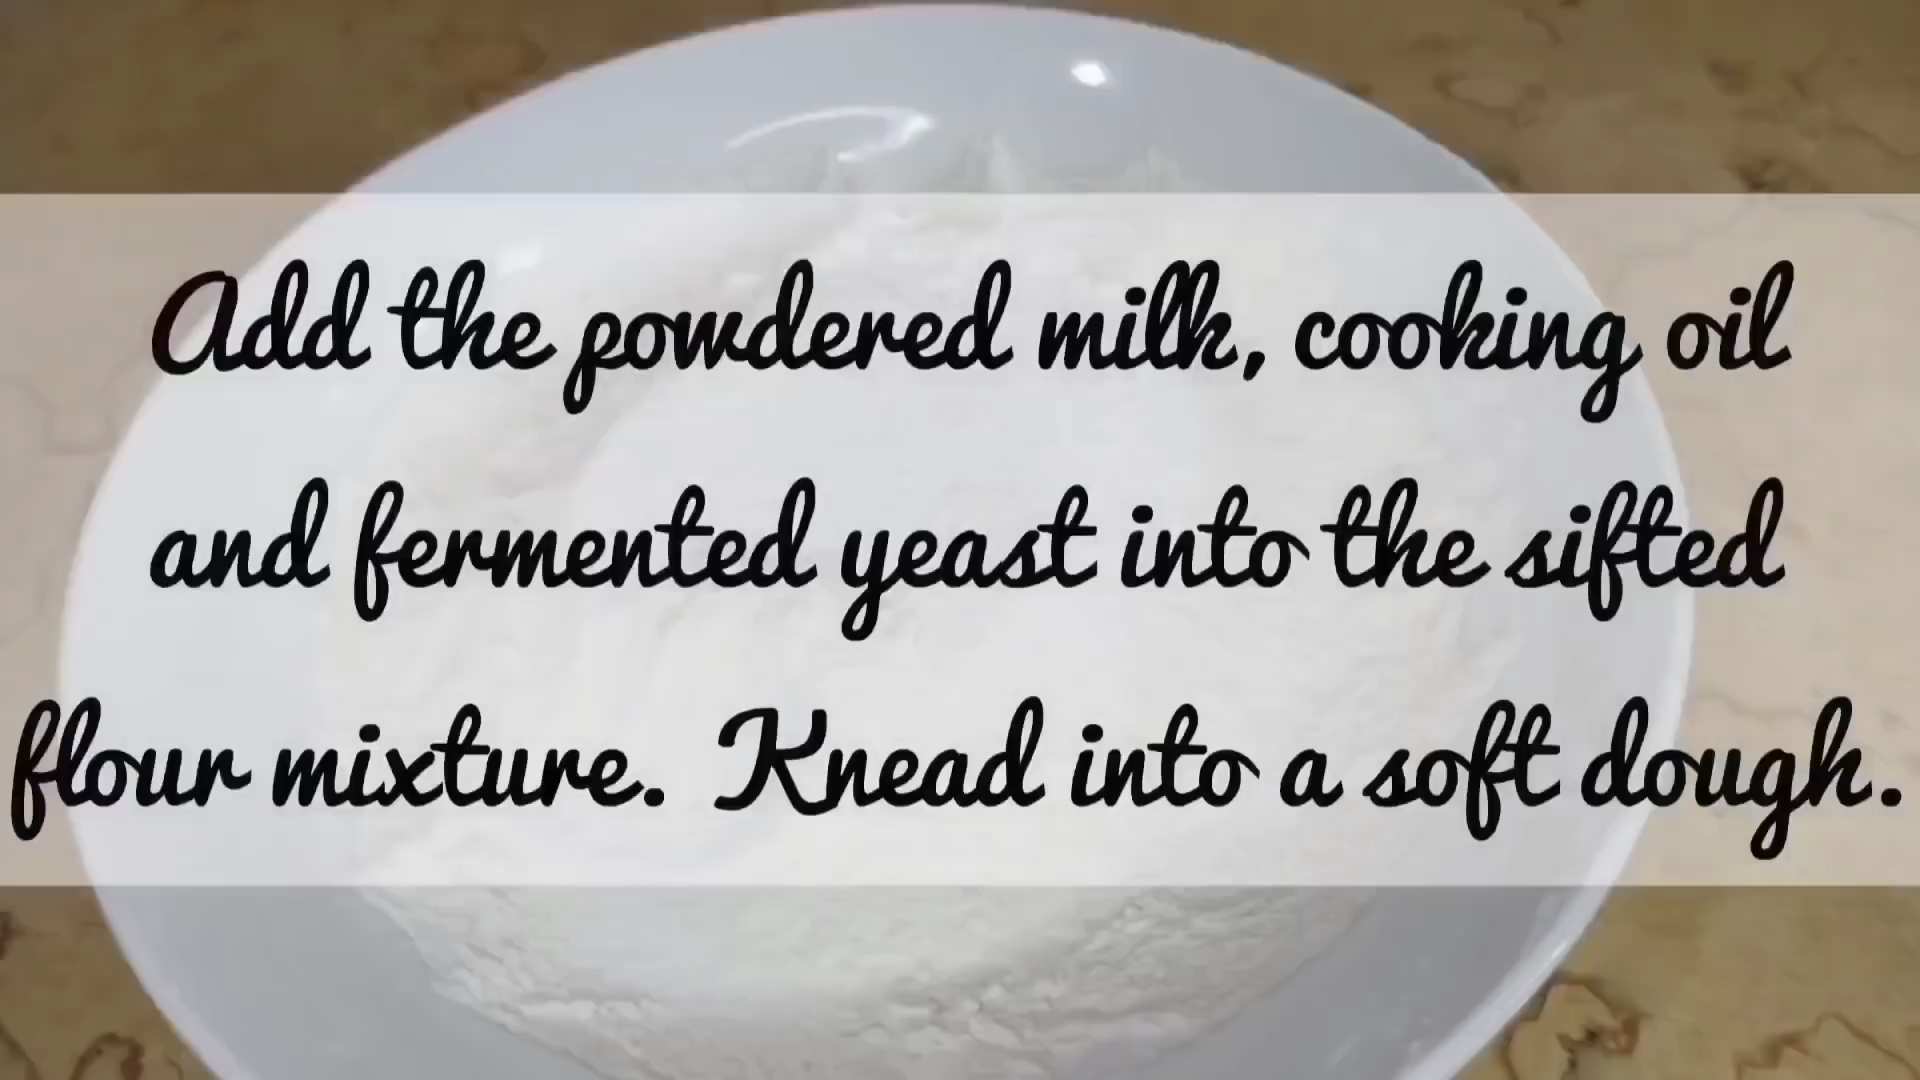 Add the powdered milk, cooking oil
and fermented yeast into the sifted
flour mixture. Knead into a soft dough.